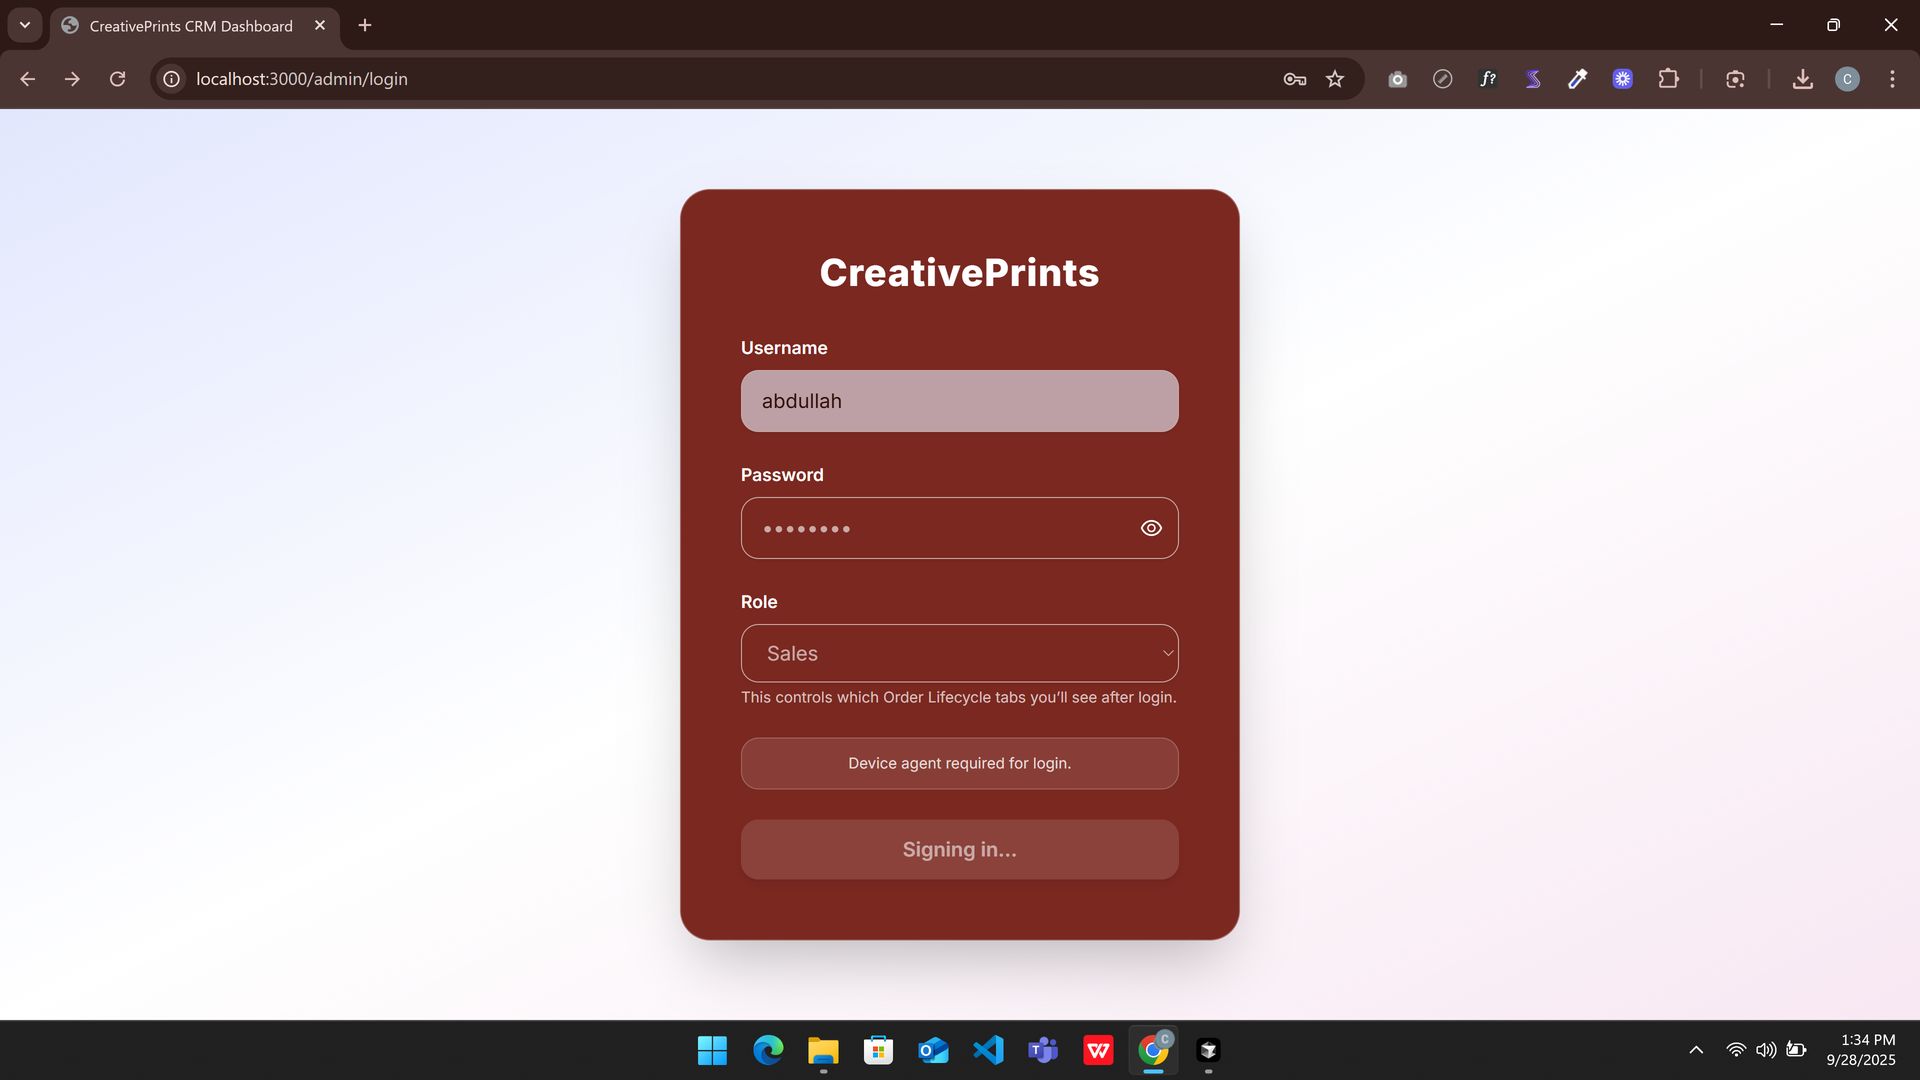 CreativePrints CRM Dashboard
localhost:3000/admin/login
f?
C
CreativePrints
Username
abdullah
Password
Role
Sales
This controls which Order Lifecycle tabs you’ll see after login.
Device agent required for login.
Signing in...
C
1:34 PM
9/28/2025